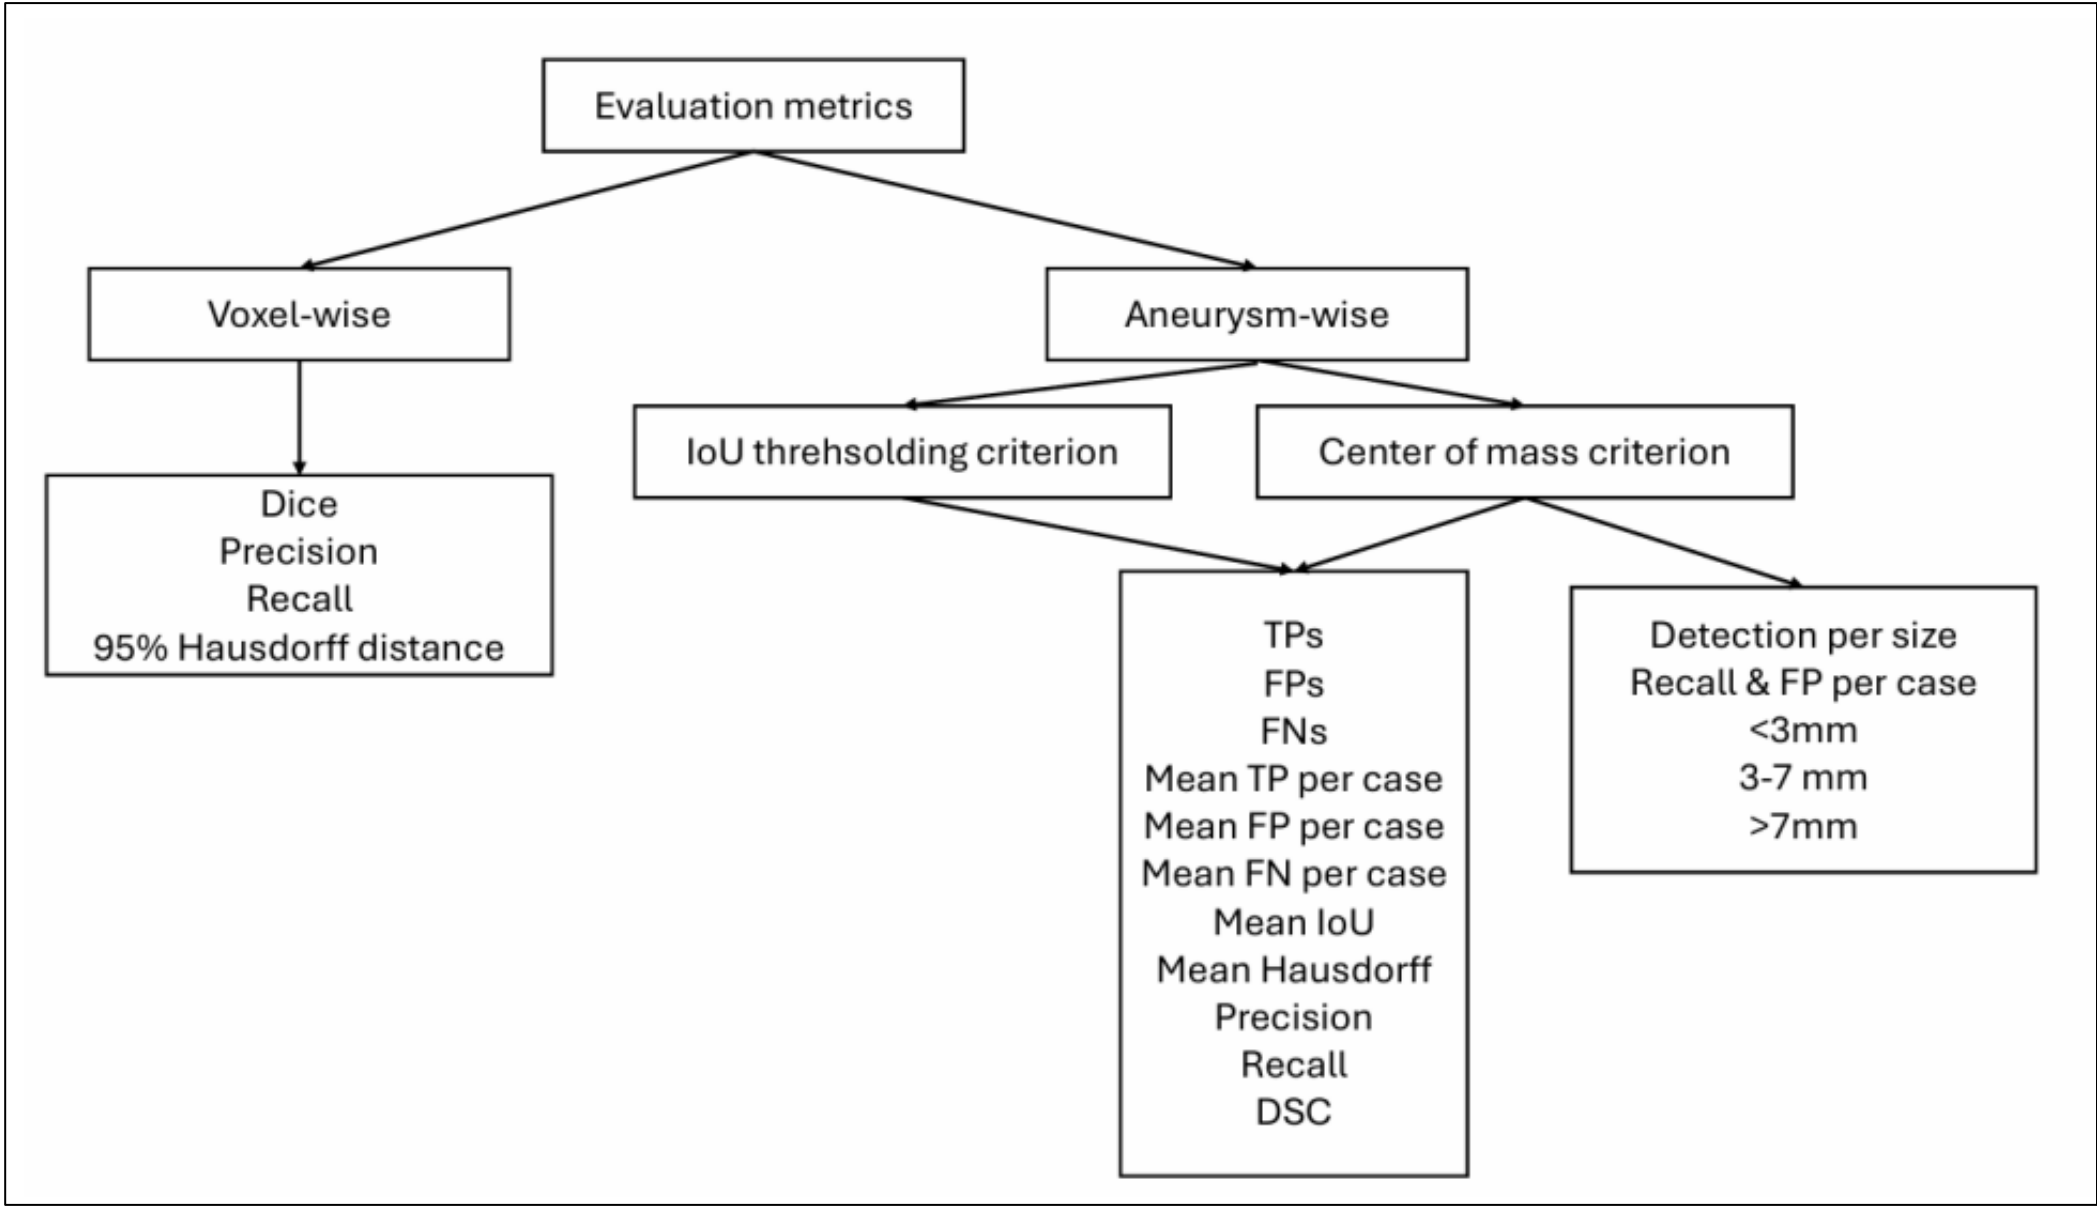 Evaluation metrics
Voxel-wise
Aneurysm-wise
IoU threhsolding criterion
Center of mass criterion
Dice
Precision
Recall
95% Hausdorff distance
TPs
FPs
FNs
Mean TP per case
Mean FP per case
Mean FN per case
Mean IoU
Mean Hausdorff
Precision
Recall
DSC
Detection per size
Recall & FP per case
<3mm
3-7 mm
>7mm